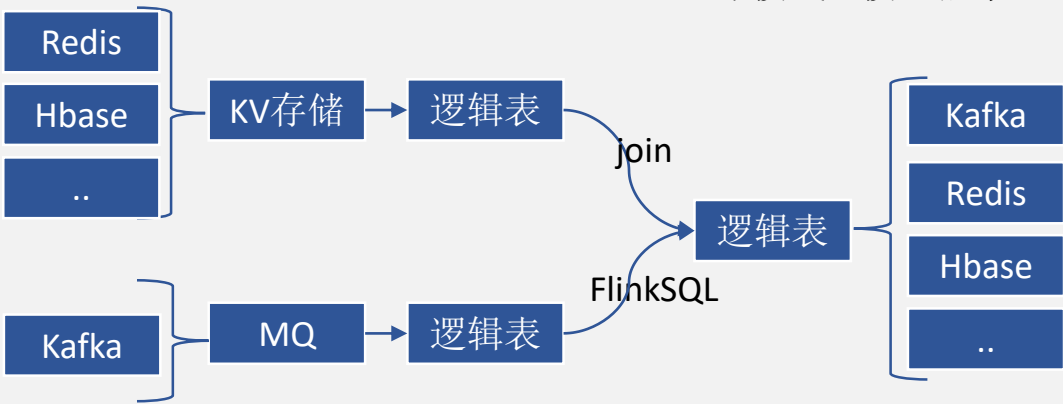 Redis
Hbase
..
KV存储
逻辑表
join
Kafka
MQ
逻辑表
FlinkSQL
逻辑表
Kafka
Redis
Hbase
..